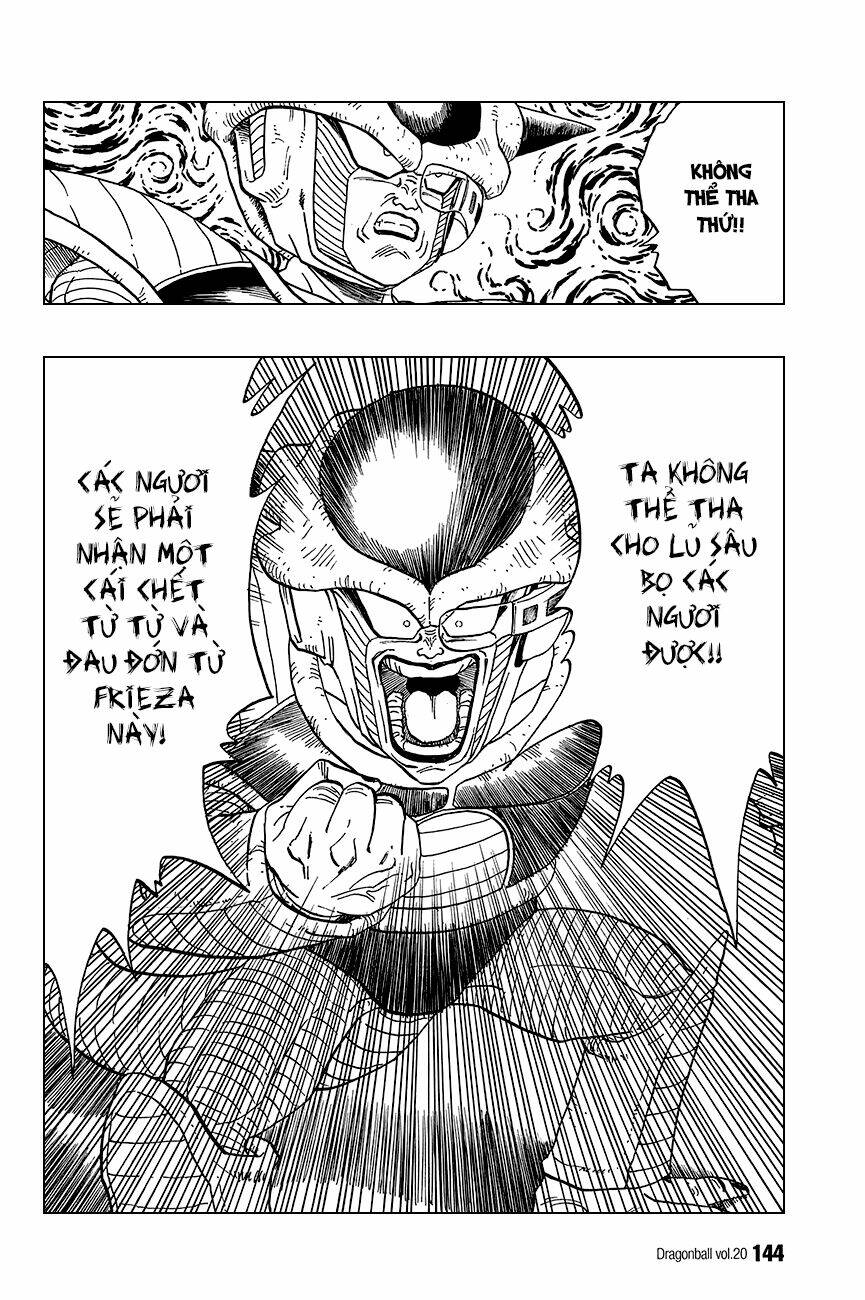 KHÔNG
THỂ THA
THỨ!!
TA KHÔNG
THỂ THA
CHO LŨ SÂU
BỌ CÁC
NGƯƠI
ĐƯỢC!!
CÁC NGƯƠI
SẼ PHẢI
NHẬN MỘT
CÁI CHẾT
TỪ TỪ VÀ
ĐAU ĐỚN TỪ
FRIEZA
NÀY!
Dragonball vol.20 144